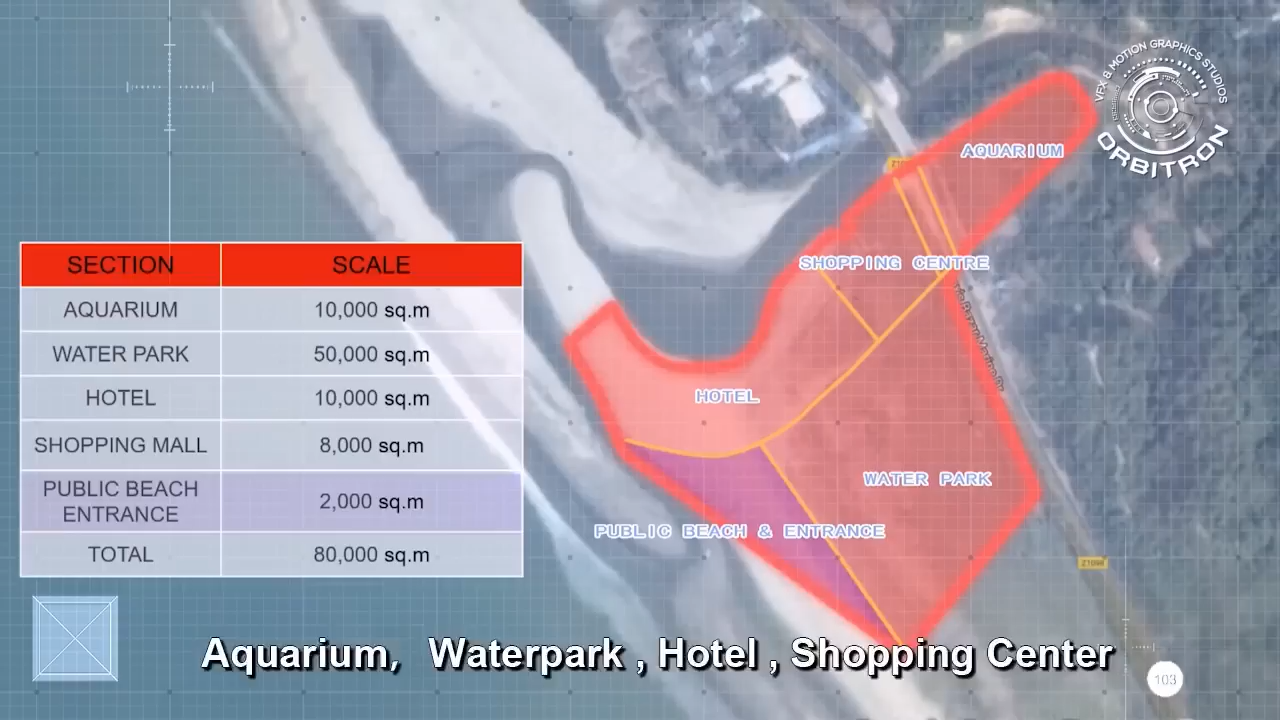 VFX & MOTION GRAPHICS STUDIOS
ORBITRON
AQUARIUM
SHOPPING CENTRE
HOTEL
WATER PARK
PUBLIC BEACH & ENTRANCE
SECTION SCALE
AQUARIUM 10,000 sq.m
WATER PARK 50,000 sq.m
HOTEL 10,000 sq.m
SHOPPING MALL 8,000 sq.m
PUBLIC BEACH
ENTRANCE 2,000 sq.m
TOTAL 80,000 sq.m
Aquarium, Waterpark , Hotel , Shopping Center
103